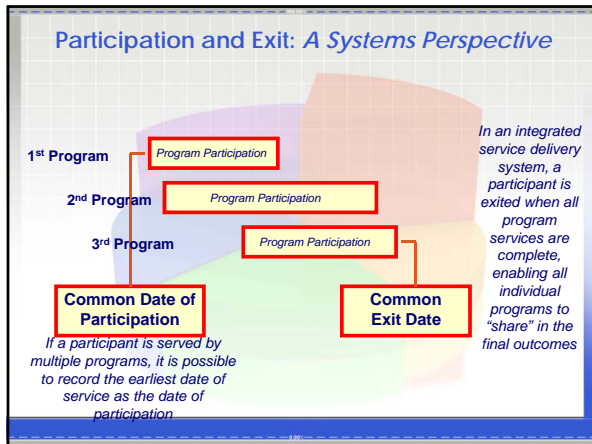 Participation and Exit: A Systems Perspective
1st Program
Program Participation
2nd Program
Program Participation
3rd Program
Program Participation
Common Date of
Participation
If a participant is served by
multiple programs, it is possible
to record the earliest date of
service as the date of
participation
Common
Exit Date
In an integrated
service delivery
system, a
participant is
exited when all
program
services are
complete,
enabling all
individual
programs to
“share” in the
final outcomes